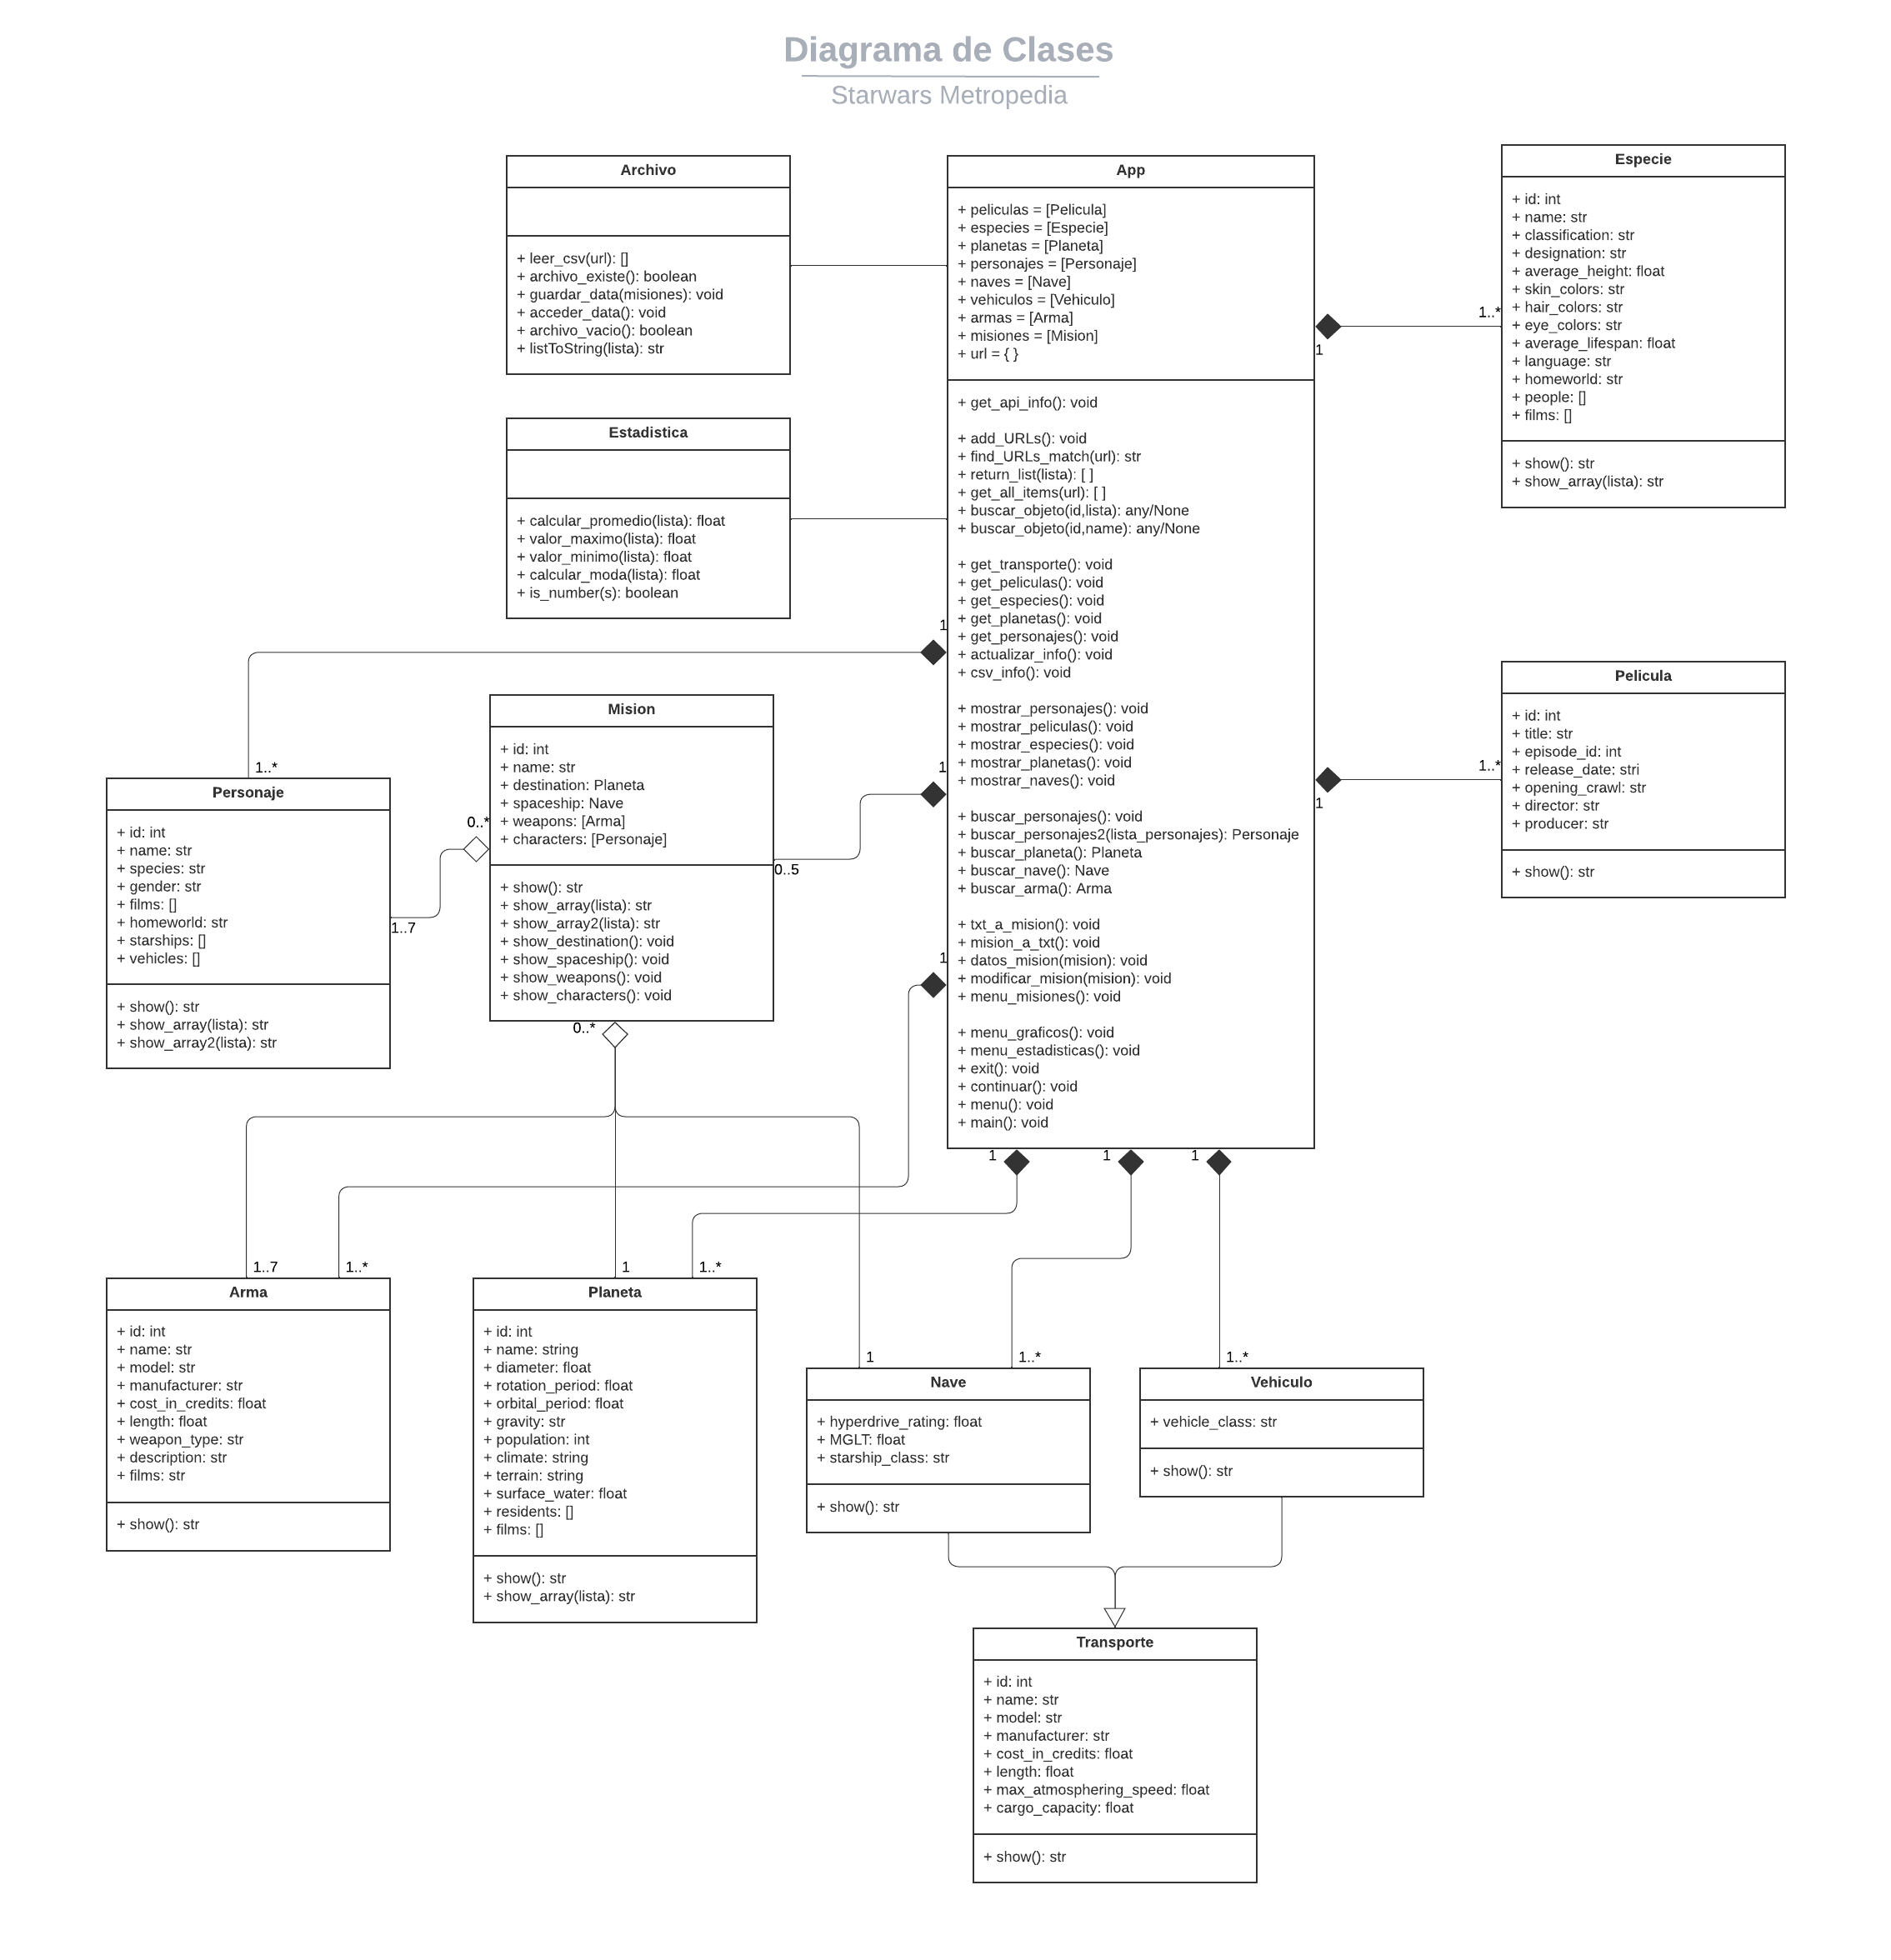 Diagrama de Clases
Starwars Metropedia
Archivo
+ leer_csv(url): []
+ archivo_existe(): boolean
+ guardar_data(misiones): void
+ acceder_data(): void
+ archivo_vacio(): boolean
+ listToString(lista): str
App
+ peliculas = [Pelicula]
+ especies = [Especie]
+ planetas = [Planeta]
+ personajes = [Personaje]
+ naves = [Nave]
+ vehiculos = [Vehiculo]
+ armas = [Arma]
+ misiones = [Mision]
+ url = { }
+ get_api_info(): void
+ add_URLs(): void
+ find_URLs_match(url): str
+ return_list(lista): [ ]
+ get_all_items(url): [ ]
+ buscar_objeto(id,lista): any/None
+ buscar_objeto(id,name): any/None
+ get_transporte(): void
+ get_peliculas(): void
+ get_especies(): void
+ get_planetas(): void
+ get_personajes(): void
+ actualizar_info(): void
+ csv_info(): void
+ mostrar_personajes(): void
+ mostrar_peliculas(): void
+ mostrar_especies(): void
+ mostrar_planetas(): void
+ mostrar_naves(): void
+ buscar_personajes(): void
+ buscar_personajes2(lista_personajes): Personaje
+ buscar_planeta(): Planeta
+ buscar_nave(): Nave
+ buscar_arma(): Arma
+ txt_a_mision(): void
+ mision_a_txt(): void
+ datos_mision(mision): void
+ modificar_mision(mision): void
+ menu_misiones(): void
+ menu_graficos(): void
+ menu_estadisticas(): void
+ exit(): void
+ continuar(): void
+ menu(): void
+ main(): void
Especie
+ id: int
+ name: str
+ classification: str
+ designation: str
+ average_height: float
+ skin_colors: str
+ hair_colors: str
+ eye_colors: str
+ average_lifespan: float
+ language: str
+ homeworld: str
+ people: []
+ films: []
+ show(): str
+ show_array(lista): str
1..*
1
Estadistica
+ calcular_promedio(lista): float
+ valor_maximo(lista): float
+ valor_minimo(lista): float
+ calcular_moda(lista): float
+ is_number(s): boolean
1
1..*
Pelicula
+ id: int
+ title: str
+ episode_id: int
+ release_date: stri
+ opening_crawl: str
+ director: str
+ producer: str
+ show(): str
1..*
1
Mision
+ id: int
+ name: str
+ destination: Planeta
+ spaceship: Nave
+ weapons: [Arma]
+ characters: [Personaje]
+ show(): str
+ show_array(lista): str
+ show_array2(lista): str
+ show_destination(): void
+ show_spaceship(): void
+ show_weapons(): void
+ show_characters(): void
1
0..5
Personaje
+ id: int
+ name: str
+ species: str
+ gender: str
+ films: []
+ homeworld: str
+ starships: []
+ vehicles: []
+ show(): str
+ show_array(lista): str
+ show_array2(lista): str
0..*
1..7
1
0..*
1
1
1
1..7
1..*
1
1..*
1
1..*
1..*
Arma
+ id: int
+ name: str
+ model: str
+ manufacturer: str
+ cost_in_credits: float
+ length: float
+ weapon_type: str
+ description: str
+ films: str
+ show(): str
Planeta
+ id: int
+ name: string
+ diameter: float
+ rotation_period: float
+ orbital_period: float
+ gravity: str
+ population: int
+ climate: string
+ terrain: string
+ surface_water: float
+ residents: []
+ films: []
+ show(): str
+ show_array(lista): str
Nave
+ hyperdrive_rating: float
+ MGLT: float
+ starship_class: str
+ show(): str
Vehiculo
+ vehicle_class: str
+ show(): str
Transporte
+ id: int
+ name: str
+ model: str
+ manufacturer: str
+ cost_in_credits: float
+ length: float
+ max_atmosphering_speed: float
+ cargo_capacity: float
+ show(): str